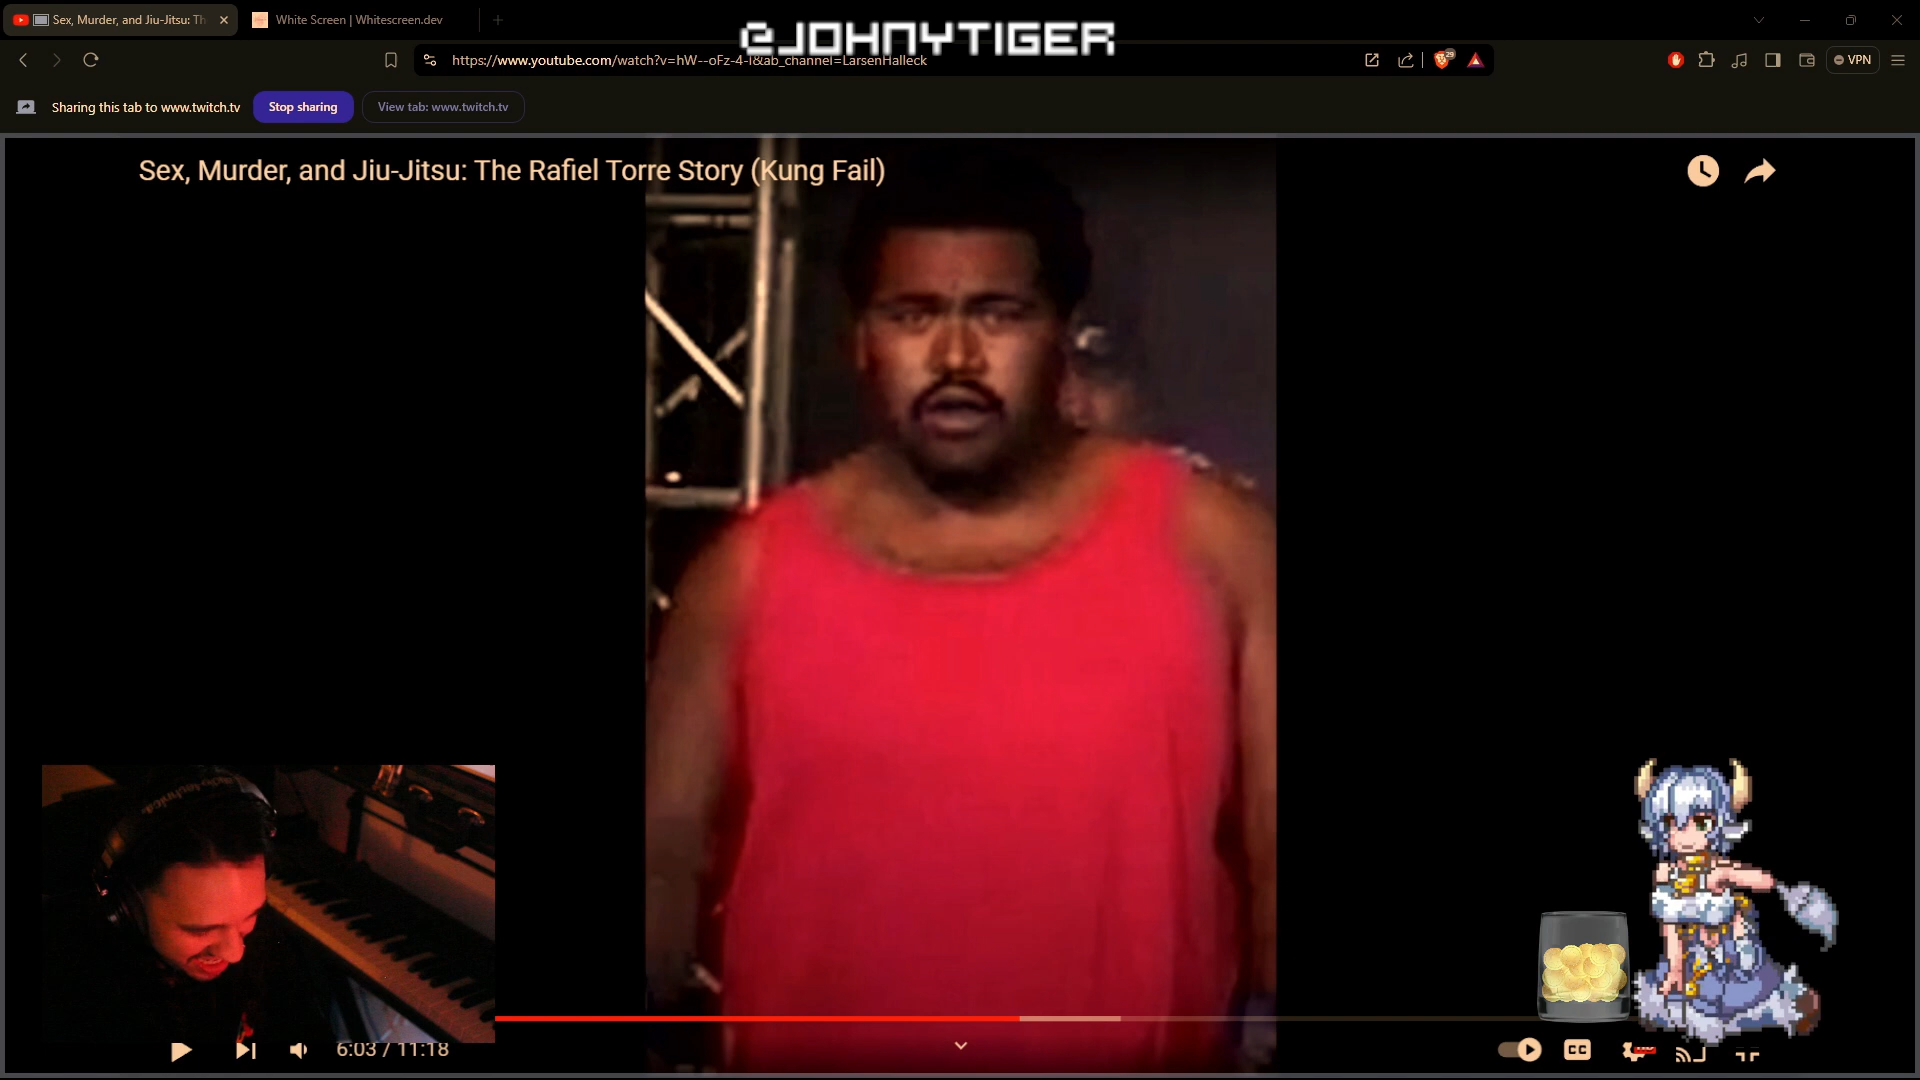 Sex, Murder, and Jiu-Jitsu: Th
White Screen | Whitescreen.dev
@JOHNYTIGER
https://www.youtube.com/watch?v=hW--oFz-4-I&ab_channel=LarsenHalleck
29
VPN
Sharing this tab to www.twitch.tv
Stop sharing
View tab: www.twitch.tv
Sex, Murder, and Jiu-Jitsu: The Rafiel Torre Story (Kung Fail)
6:03 / 11:18
CC